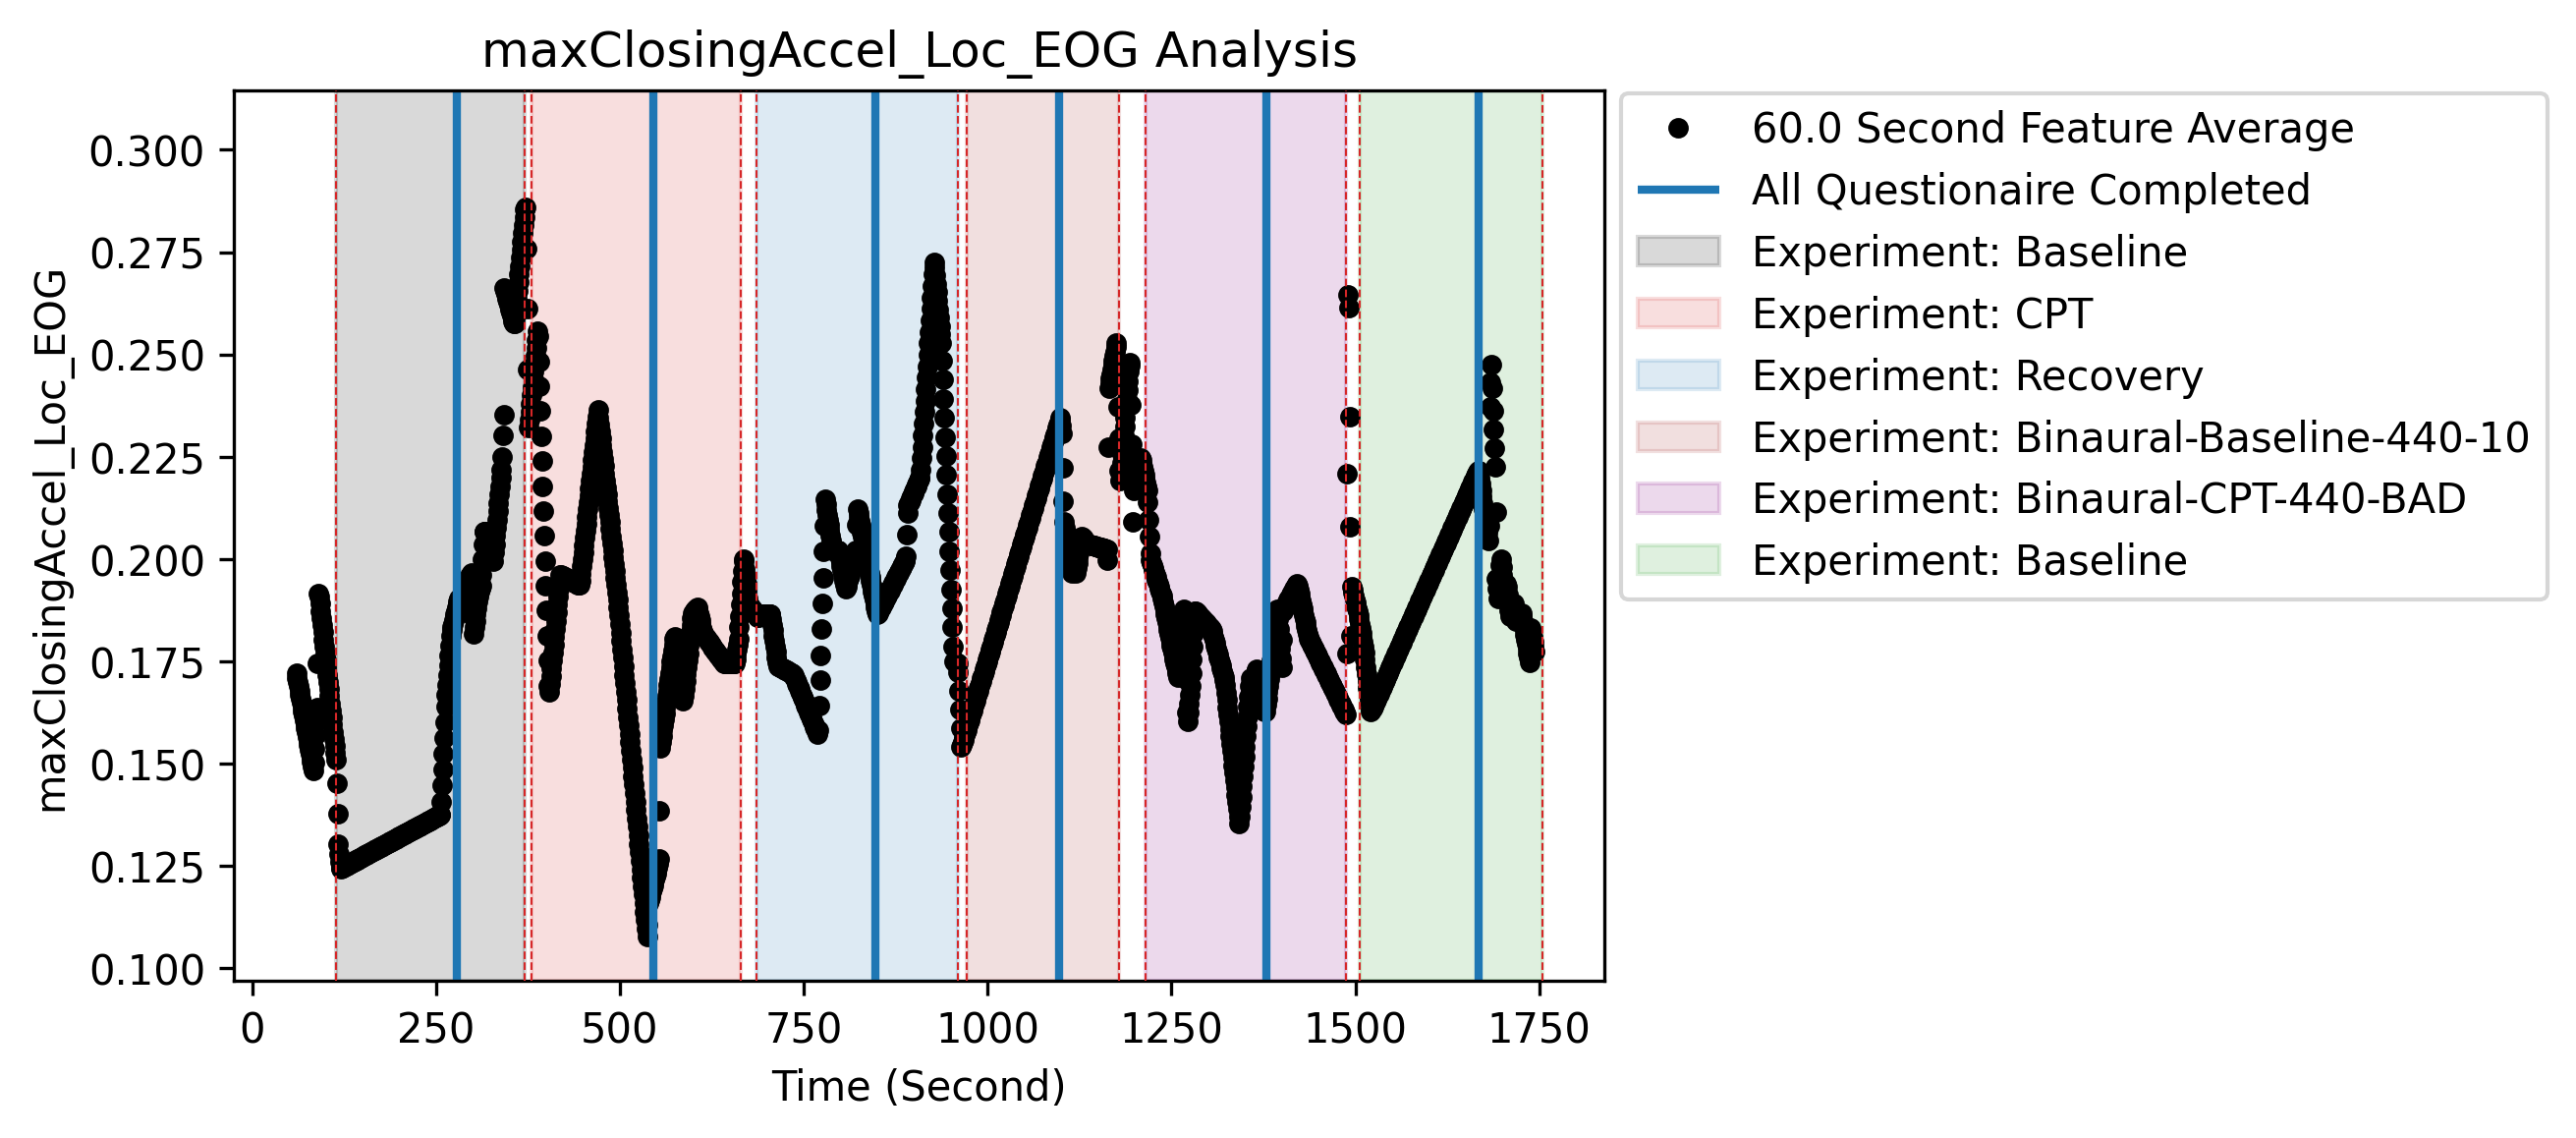 maxClosingAccel_Loc_EOG Analysis
maxClosingAccel_Loc_EOG
0.300
0.275
0.250
0.225
0.200
0.175
0.150
0.125
0.100
0 250 500 750 1000 1250 1500 1750
Time (Second)
60.0 Second Feature Average
All Questionaire Completed
Experiment: Baseline
Experiment: CPT
Experiment: Recovery
Experiment: Binaural-Baseline-440-10
Experiment: Binaural-CPT-440-BAD
Experiment: Baseline